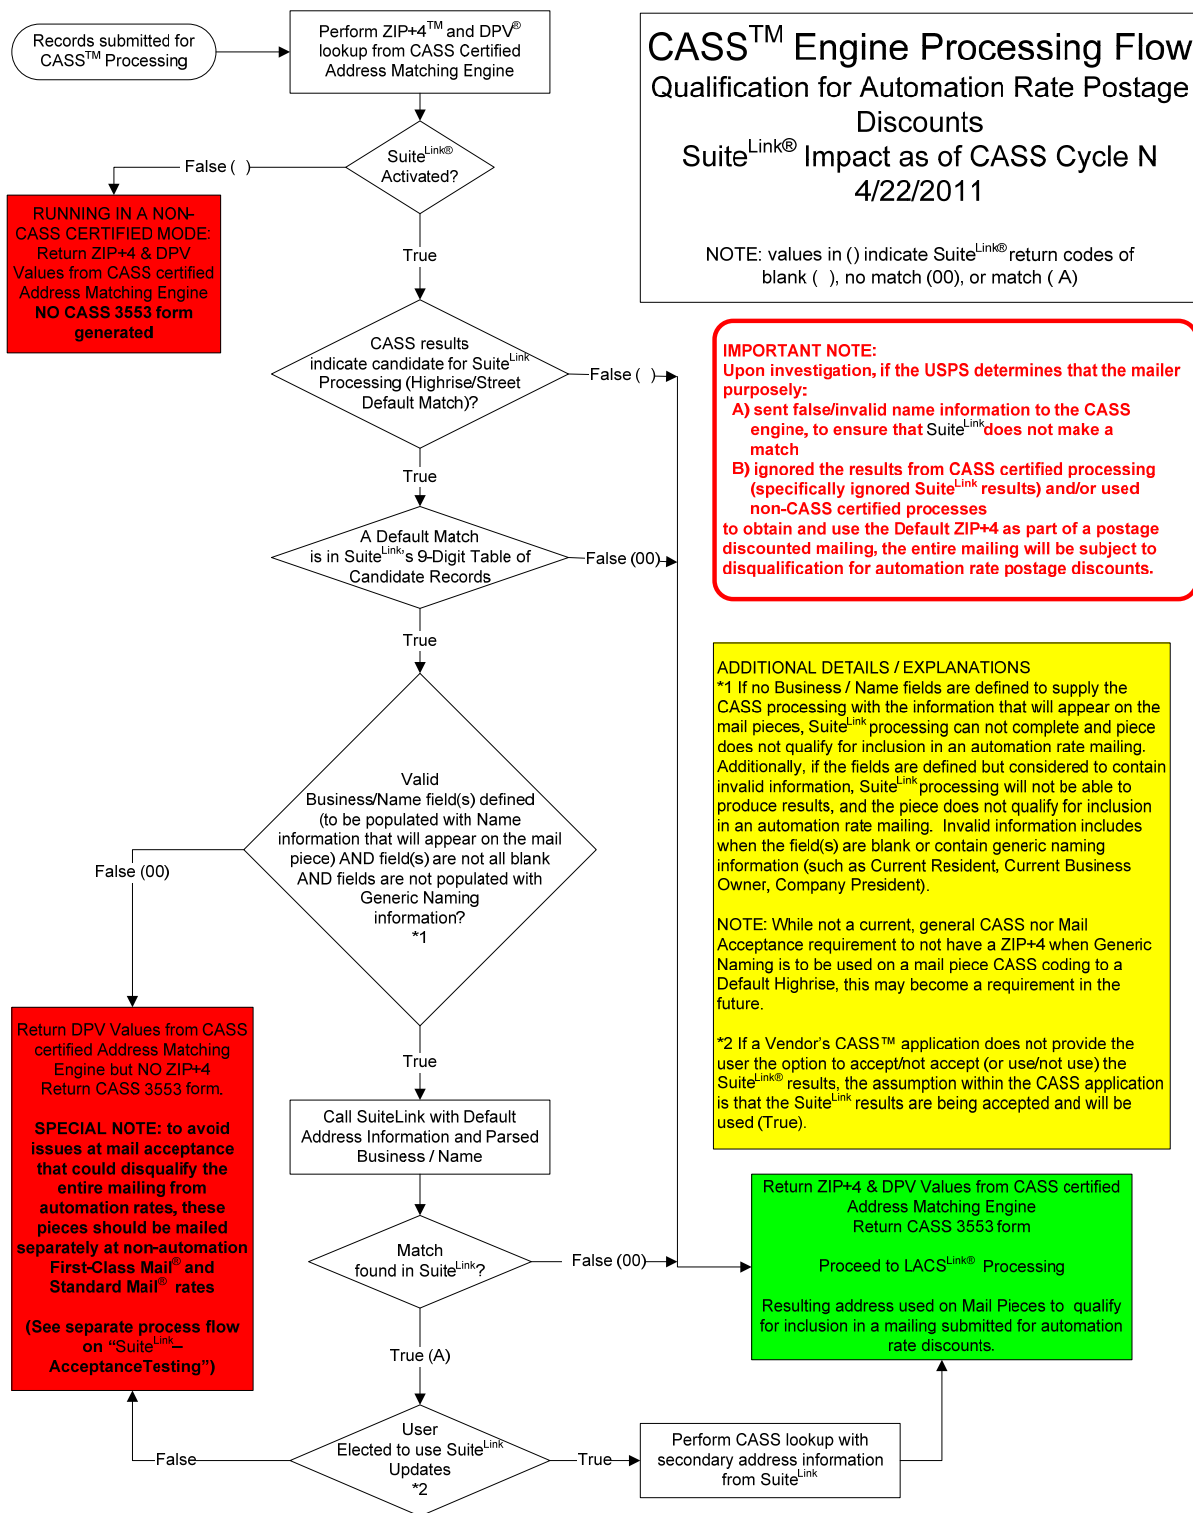 Records submitted for
CASS™ Processing
Perform ZIP+4™ and DPV®
lookup from CASS Certified
Address Matching Engine
CASS™ Engine Processing Flow
Qualification for Automation Rate Postage
Discounts
SuiteLink® Impact as of CASS Cycle N
4/22/2011
NOTE: values in () indicate SuiteLink® return codes of
blank ( ), no match (00), or match ( A)
SuiteLink®
Activated?
False ( )
True
RUNNING IN A NON-
CASS CERTIFIED MODE:
Return ZIP+4 & DPV
Values from CASS certified
Address Matching Engine
NO CASS 3553 form
generated
CASS results
indicate candidate for SuiteLink
Processing (Highrise/Street
Default Match)?
False ( )
True
IMPORTANT NOTE:
Upon investigation, if the USPS determines that the mailer
purposely:
A) sent false/invalid name information to the CASS
engine, to ensure that SuiteLink does not make a
match
B) ignored the results from CASS certified processing
(specifically ignored SuiteLink results) and/or used
non-CASS certified processes
to obtain and use the Default ZIP+4 as part of a postage
discounted mailing, the entire mailing will be subject to
disqualification for automation rate postage discounts.
A Default Match
is in SuiteLink's 9-Digit Table of
Candidate Records
False (00)
True
Valid
Business/Name field(s) defined
(to be populated with Name
information that will appear on the mail
piece) AND field(s) are not all blank
AND fields are not populated with
Generic Naming
information?
*1
False (00)
True
ADDITIONAL DETAILS / EXPLANATIONS
*1 If no Business / Name fields are defined to supply the
CASS processing with the information that will appear on the
mail pieces, SuiteLink processing can not complete and piece
does not qualify for inclusion in an automation rate mailing.
Additionally, if the fields are defined but considered to contain
invalid information, SuiteLink processing will not be able to
produce results, and the piece does not qualify for inclusion
in an automation rate mailing. Invalid information includes
when the field(s) are blank or contain generic naming
information (such as Current Resident, Current Business
Owner, Company President).
NOTE: While not a current, general CASS nor Mail
Acceptance requirement to not have a ZIP+4 when Generic
Naming is to be used on a mail piece CASS coding to a
Default Highrise, this may become a requirement in the
future.
*2 If a Vendor's CASS™ application does not provide the
user the option to accept/not accept (or use/not use) the
SuiteLink® results, the assumption within the CASS application
is that the SuiteLink results are being accepted and will be
used (True).
Return DPV Values from CASS
certified Address Matching
Engine but NO ZIP+4
Return CASS 3553 form.
SPECIAL NOTE: to avoid
issues at mail acceptance
that could disqualify the
entire mailing from
automation rates, these
pieces should be mailed
separately at non-automation
First-Class Mail® and
Standard Mail® rates
(See separate process flow
on “SuiteLink–
AcceptanceTesting”)
Call SuiteLink with Default
Address Information and Parsed
Business / Name
Match
found in SuiteLink?
False (00)
True (A)
Return ZIP+4 & DPV Values from CASS certified
Address Matching Engine
Return CASS 3553 form
Proceed to LACSLink® Processing
Resulting address used on Mail Pieces to qualify
for inclusion in a mailing submitted for automation
rate discounts.
User
Elected to use SuiteLink
Updates
*2
False
True
Perform CASS lookup with
secondary address information
from SuiteLink